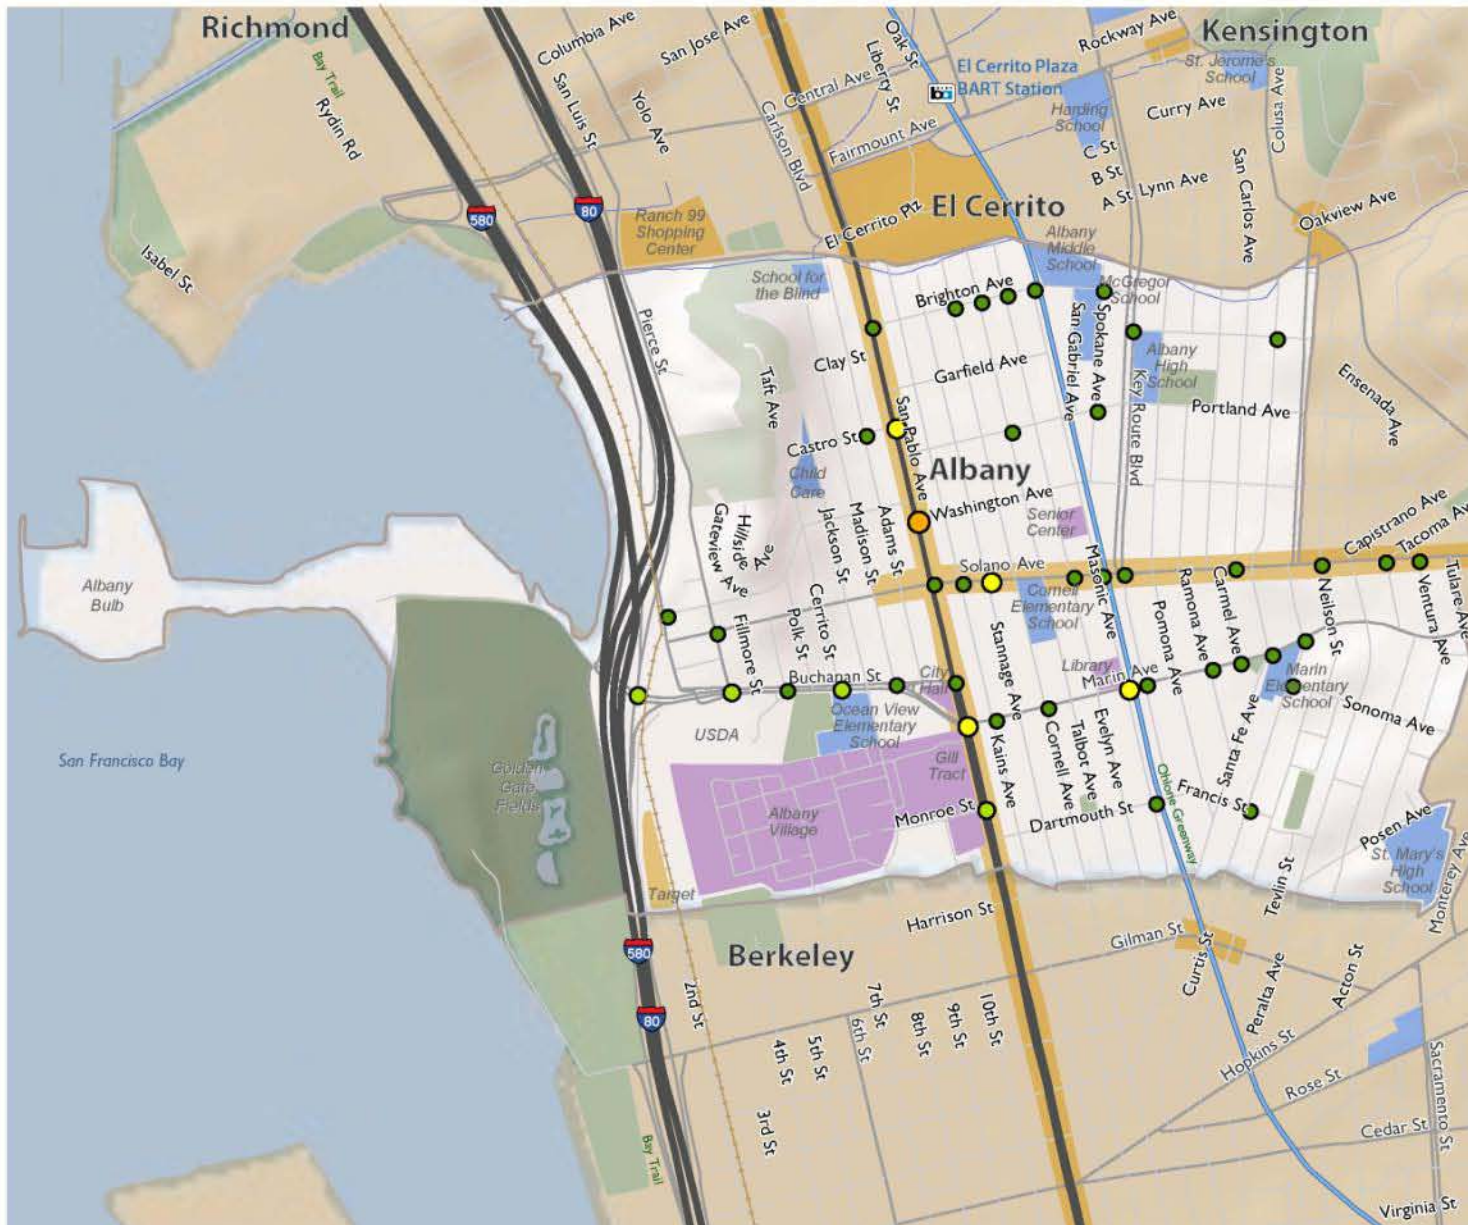 Richmond
Kensington
Columbia Ave
San Jose Ave
Rockway Ave
Oak St
Liberty St
Bay Trail
Rydin Rd
San Luis St
Yolo Ave
Central Ave
Carlson Blvd
Fairmount Ave
El Cerrito Plaza
BART Station
ba
St. Jerome's
School
Harding
School
Curry Ave
Colusa Ave
C St
B St
A St
Lynn Ave
San Carlos Ave
Oakview Ave
580
80
Ranch 99
Shopping
Center
El Cerrito Plz
El Cerrito
Isabel St
Albany
Middle
School
School for
the Blind
Brighton Ave
McGregor
School
Pierce St
Clay St
Garfield Ave
San Gabriel Ave
Spokane Ave
Key Route Blvd
Albany
High
School
Ensenada Ave
Taft Ave
San Pablo Ave
Portland Ave
Castro St
Child
Care
Albany
Washington Ave
Senior
Center
Gateview Ave
Hillside
Ave
Jackson St
Madison St
Adams St
Solano Ave
Masonic Ave
Capistrano Ave
Tacoma Av
Tulare Ave
Ventura Ave
Neilson St
Albany
Bulb
Cornell
Elementary
School
Ramona Ave
Carmel Ave
Pomona Ave
Fillmore St
Polk St
Cerrito St
Stannage Ave
Buchanan St
City
Hall
Library
Marin Ave
Marin
Elementary
School
Sonoma Ave
Santa Fe Ave
USDA
Ocean View
Elementary
School
San Francisco Bay
Golden
Gate
Fields
Gill
Tract
Kains Ave
Cornell Ave
Talbot Ave
Evelyn Ave
Albany
Village
Monroe St
Dartmouth St
Ohlone Greenway
Francis St
Posen Ave
St. Mary's
High
School
Monterey Ave
Target
Tevlin St
Harrison St
Gilman St
580
Berkeley
Curtis St
Peralta Ave
Acton St
80
2nd St
3rd St
4th St
5th St
6th St
7th St
8th St
9th St
10th St
Hopkins St
Rose St
Sacramento St
Cedar St
Bay Trail
Virginia St